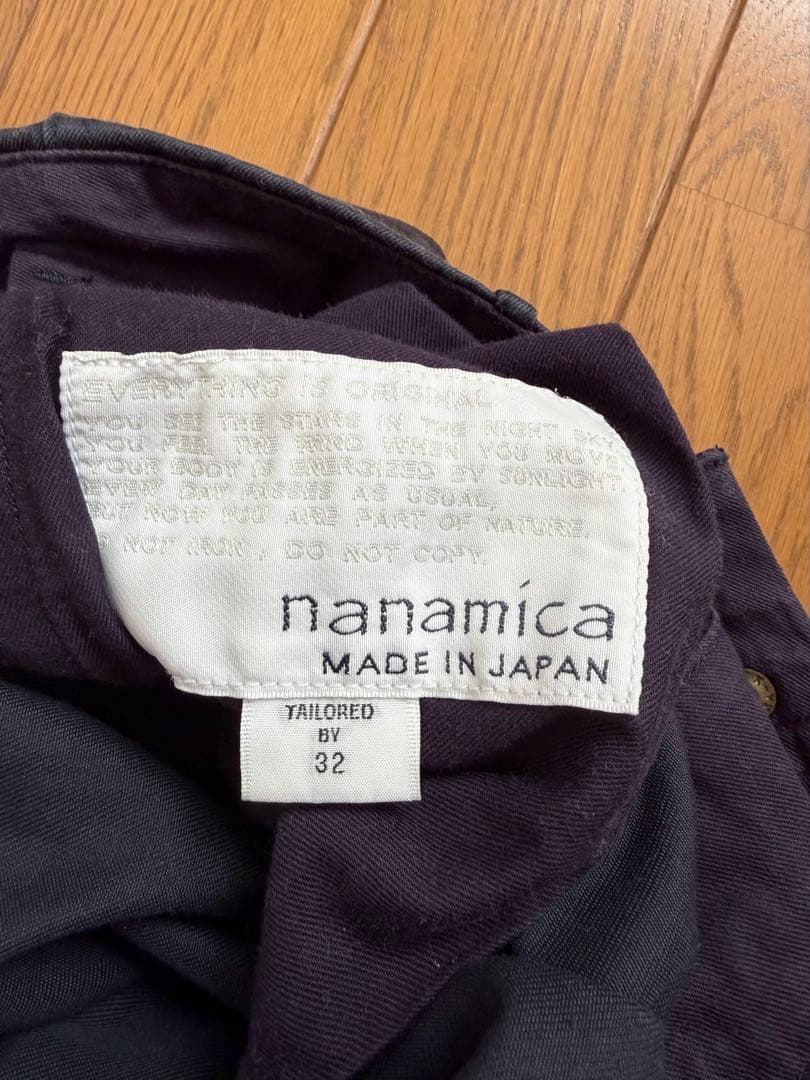 EVERYTHING IS ORIGINAL
YOU SEE THE STARS IN THE NIGHT SKY.
YOU FEEL THE WIND WHEN YOU MOVE.
YOUR BODY IS ENERGIZED BY SUNLIGHT.
EVERY DAY PASSES AS USUAL,
BUT NOW YOU ARE PART OF NATURE.
DO NOT IRON , DO NOT COPY.
nanamíca
MADE IN JAPAN
TAILORED
BY
32